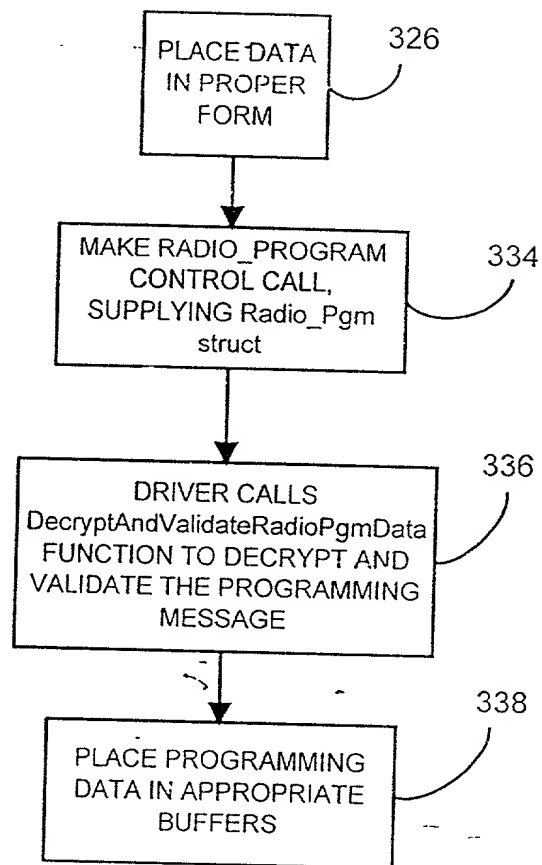 PLACE DATA
IN PROPER
FORM
326
MAKE RADIO_PROGRAM
CONTROL CALL,
SUPPLYING Radio_Pgm
struct
334
DRIVER CALLS
DecryptAndValidateRadioPgmData
FUNCTION TO DECRYPT AND
VALIDATE THE PROGRAMMING
MESSAGE
336
PLACE PROGRAMMING
DATA IN APPROPRIATE
BUFFERS
338